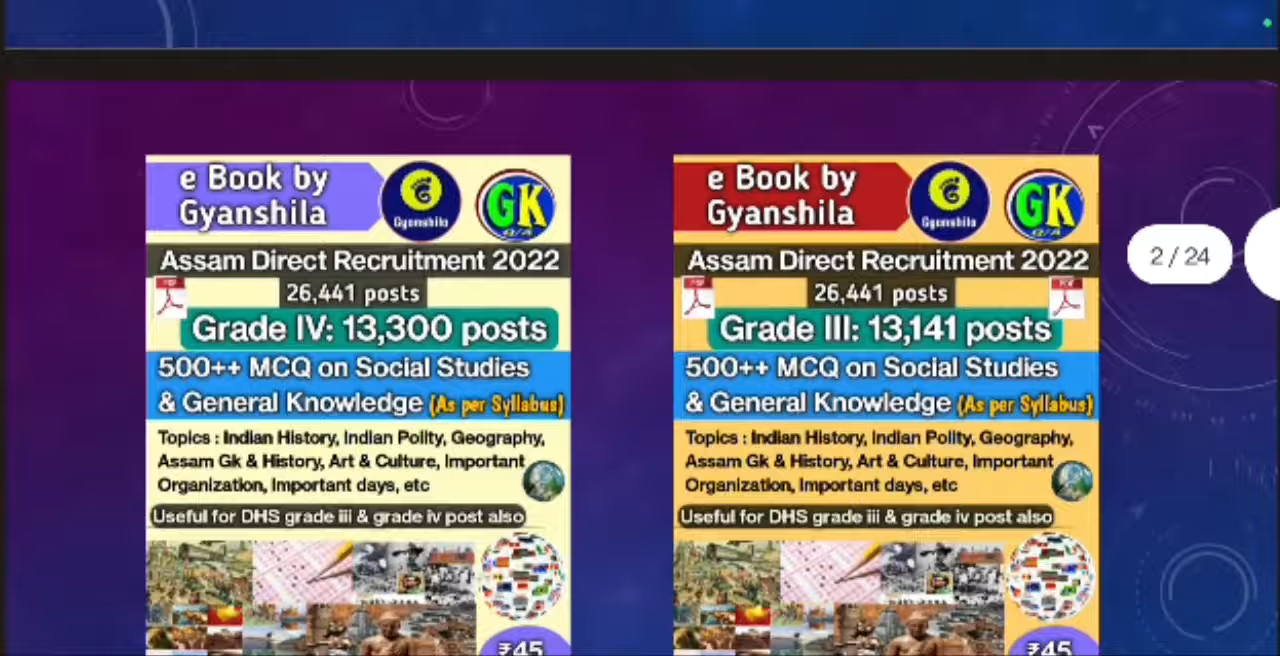 e Book by
Gyanshila
Gyanshila
GK
Q/A
Assam Direct Recruitment 2022
26,441 posts
PDF
Grade IV: 13,300 posts
500++ MCQ on Social Studies
& General Knowledge (As per Syllabus)
Topics : Indian History, Indian Polity, Geography,
Assam Gk & History, Art & Culture, Important
Organization, Important days, etc
Useful for DHS grade iii & grade iv post also
₹45
e Book by
Gyanshila
Gyanshila
GK
Q/A
Assam Direct Recruitment 2022
26,441 posts
PDF
PDF
Grade III: 13,141 posts
500++ MCQ on Social Studies
& General Knowledge (As per Syllabus)
Topics : Indian History, Indian Polity, Geography,
Assam Gk & History, Art & Culture, Important
Organization, Important days, etc
Useful for DHS grade iii & grade iv post also
₹45
2 / 24